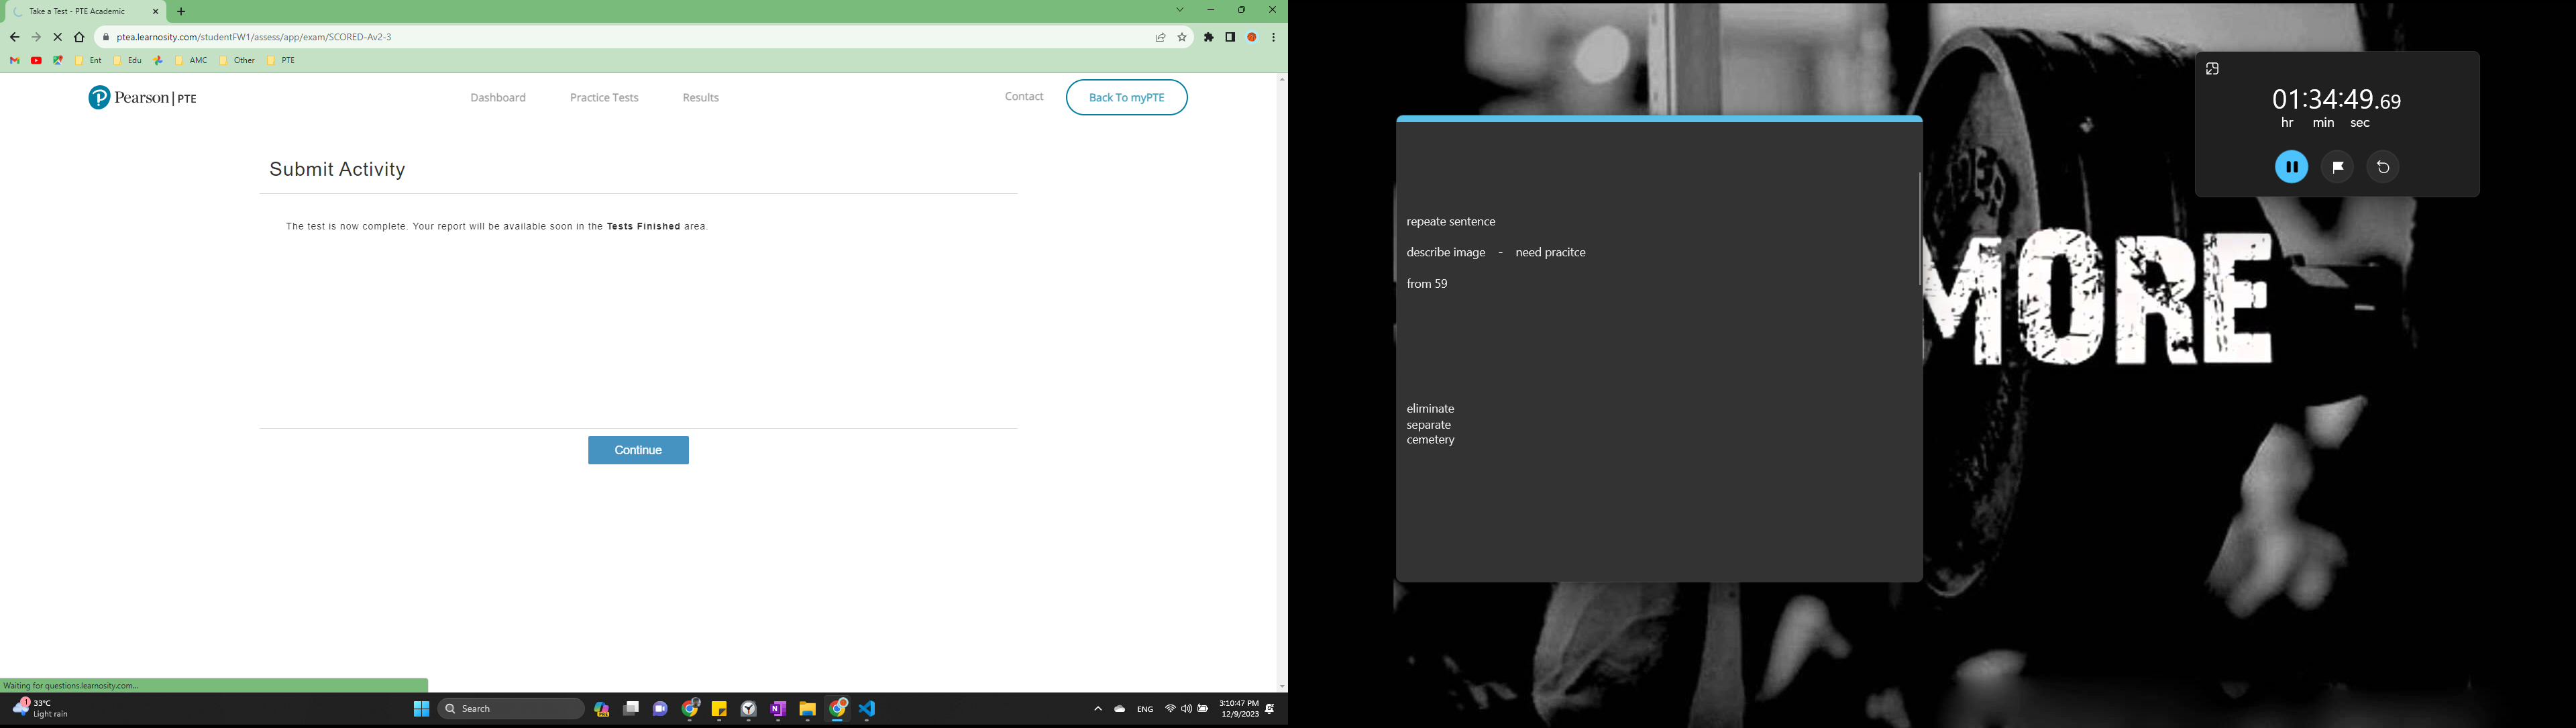 Take a Test - PTE Academic
ptea.learnosity.com/studentFW1/assess/app/exam/SCORED-Av2-3
Ent Edu AMC Other PTE
Pearson | PTE
Dashboard Practice Tests Results Contact Back To myPTE
Submit Activity
The test is now complete. Your report will be available soon in the Tests Finished area.
Continue
Waiting for questions.learnosity.com...
1
33°C
Light rain
Search
ENG
3:10:47 PM
12/9/2023
repeate sentence
describe image - need pracitce
from 59
eliminate
separate
cemetery
MORE
01:34:49.69
hr min sec